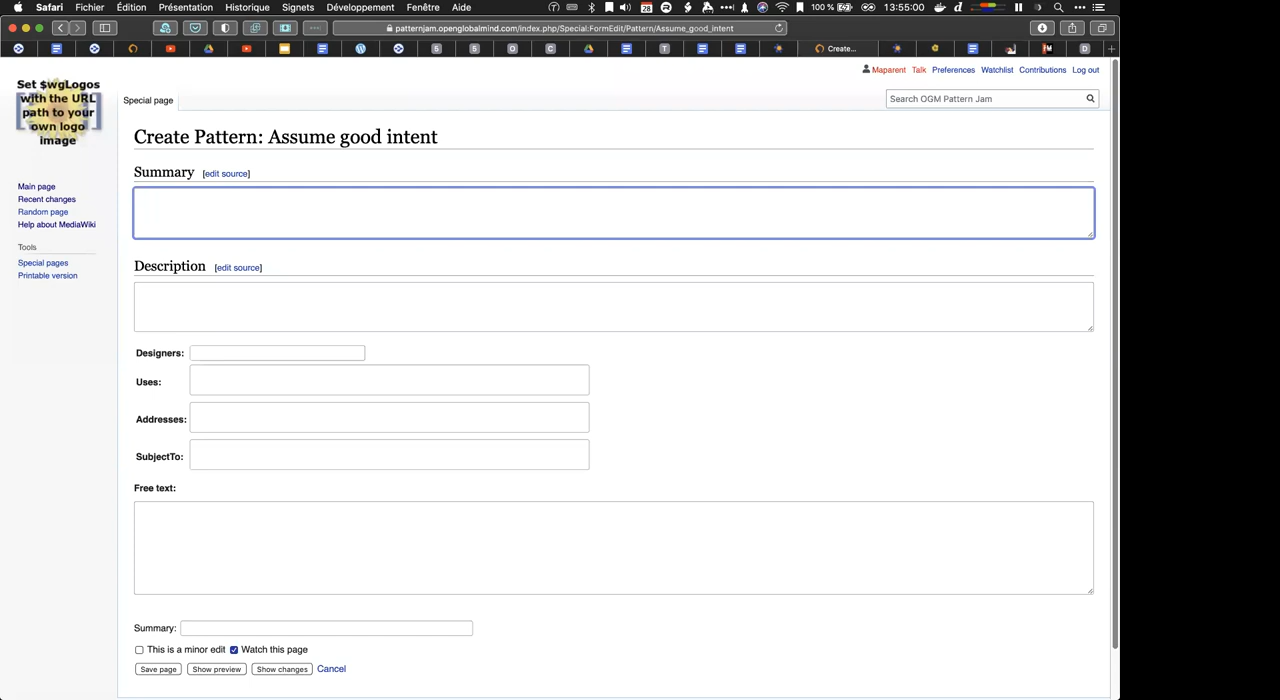 Safari Fichier Édition Présentation Historique Signets Développement Fenêtre Aide 28 100 % 13:55:00
patternjam.openglobalmind.com/index.php/Special:FormEdit/Pattern/Assume_good_intent
Create...
Maparent Talk Preferences Watchlist Contributions Log out
Set $wgLogos
with the URL
path to your
own logo
image
Special page
Search OGM Pattern Jam
Create Pattern: Assume good intent
Summary [edit source]
Main page
Recent changes
Random page
Help about MediaWiki
Tools
Special pages
Printable version
Description [edit source]
Designers:
Uses:
Addresses:
SubjectTo:
Free text:
Summary:
This is a minor edit Watch this page
Save page Show preview Show changes Cancel